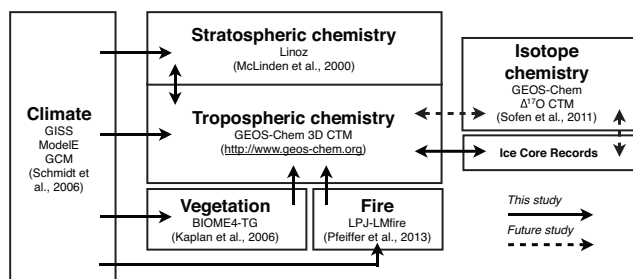 Climate
GISS
ModelE
GCM
(Schmidt
et al., 2006)
Stratospheric chemistry
Linoz
(McLinden et al., 2000)
Tropospheric chemistry
GEOS-Chem 3D CTM
(http://www.geos-chem.org)
Vegetation
BIOME4-TG
(Kaplan et al., 2006)
Fire
LPJ-LMfire
(Pfeiffer et al., 2013)
Isotope
chemistry
GEOS-Chem
Δ¹⁷O CTM
(Sofen et al., 2011)
Ice Core Records
This study
Future study